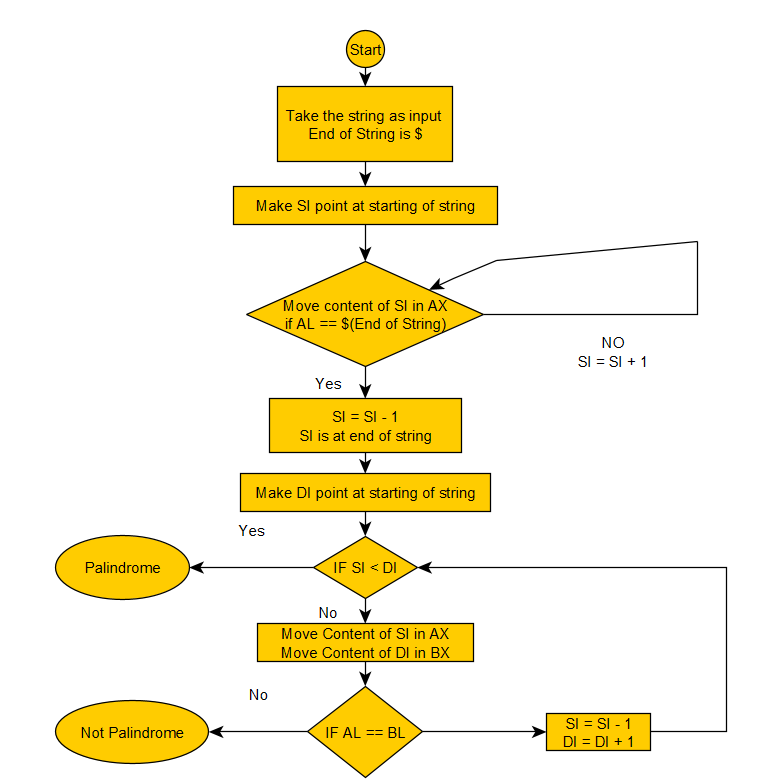 Start
Take the string as input
End of String is $
Make SI point at starting of string
Move content of SI in AX
if AL == $(End of String)
NO
SI = SI + 1
Yes
SI = SI - 1
SI is at end of string
Make DI point at starting of string
Yes
Palindrome
IF SI < DI
No
Move Content of SI in AX
Move Content of DI in BX
No
Not Palindrome
IF AL == BL
SI = SI - 1
DI = DI + 1